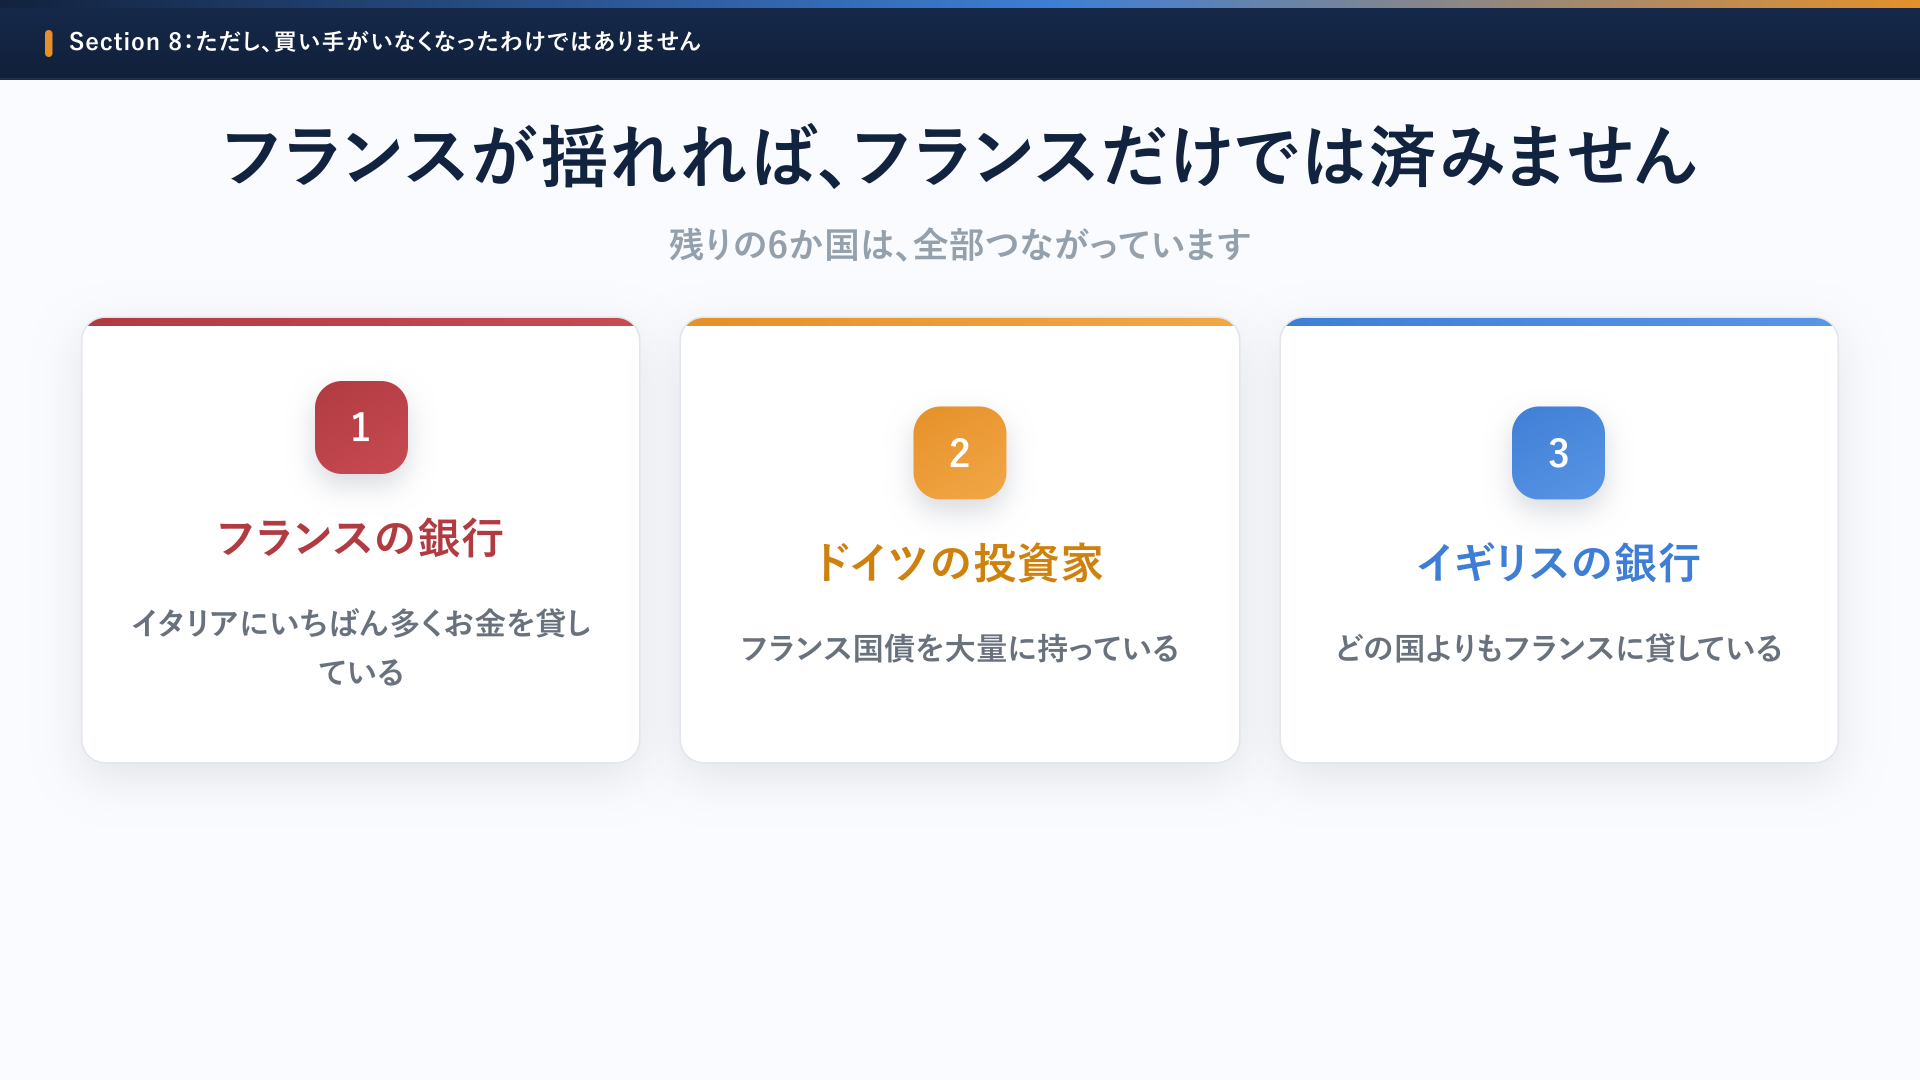 Section 8：ただし、買い手がいなくなったわけではありません
フランスが揺れれば、フランスだけでは済みません
残りの6か国は、全部つながっています
1
フランスの銀行
イタリアにいちばん多くお金を貸し
ている
2
ドイツの投資家
フランス国債を大量に持っている
3
イギリスの銀行
どの国よりもフランスに貸している